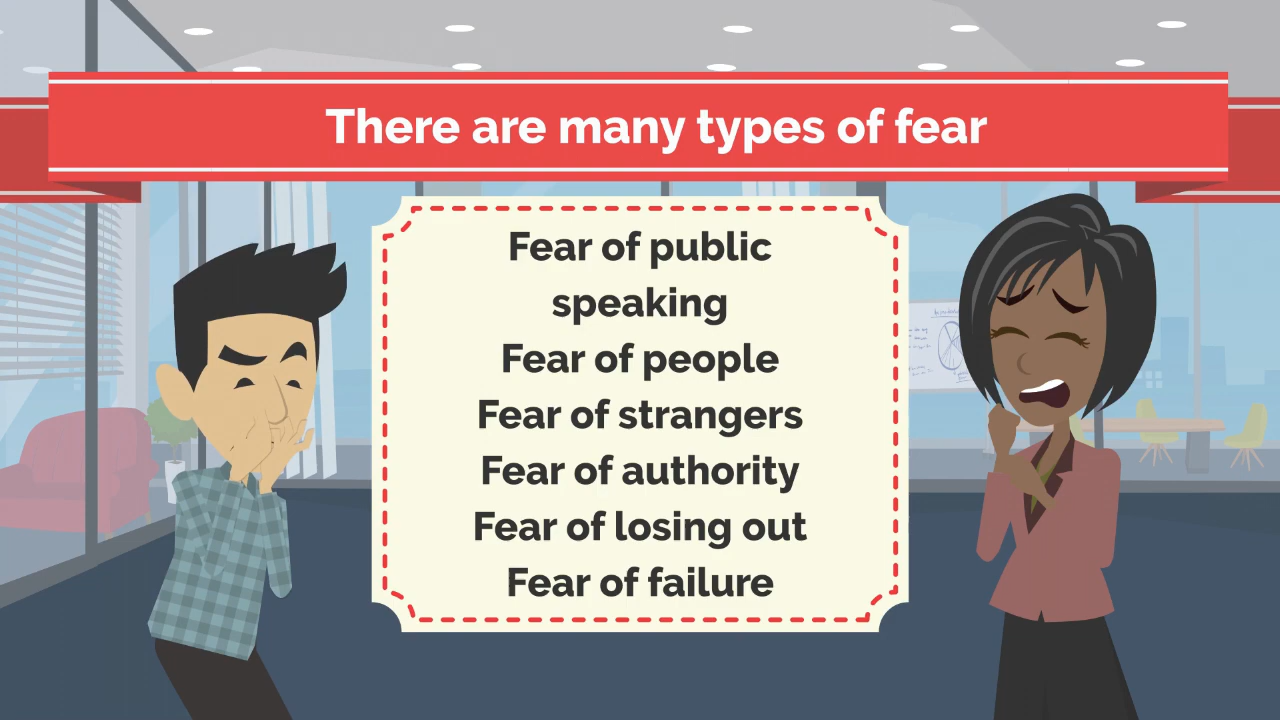 There are many types of fear
Fear of public
speaking
Fear of people
Fear of strangers
Fear of authority
Fear of losing out
Fear of failure